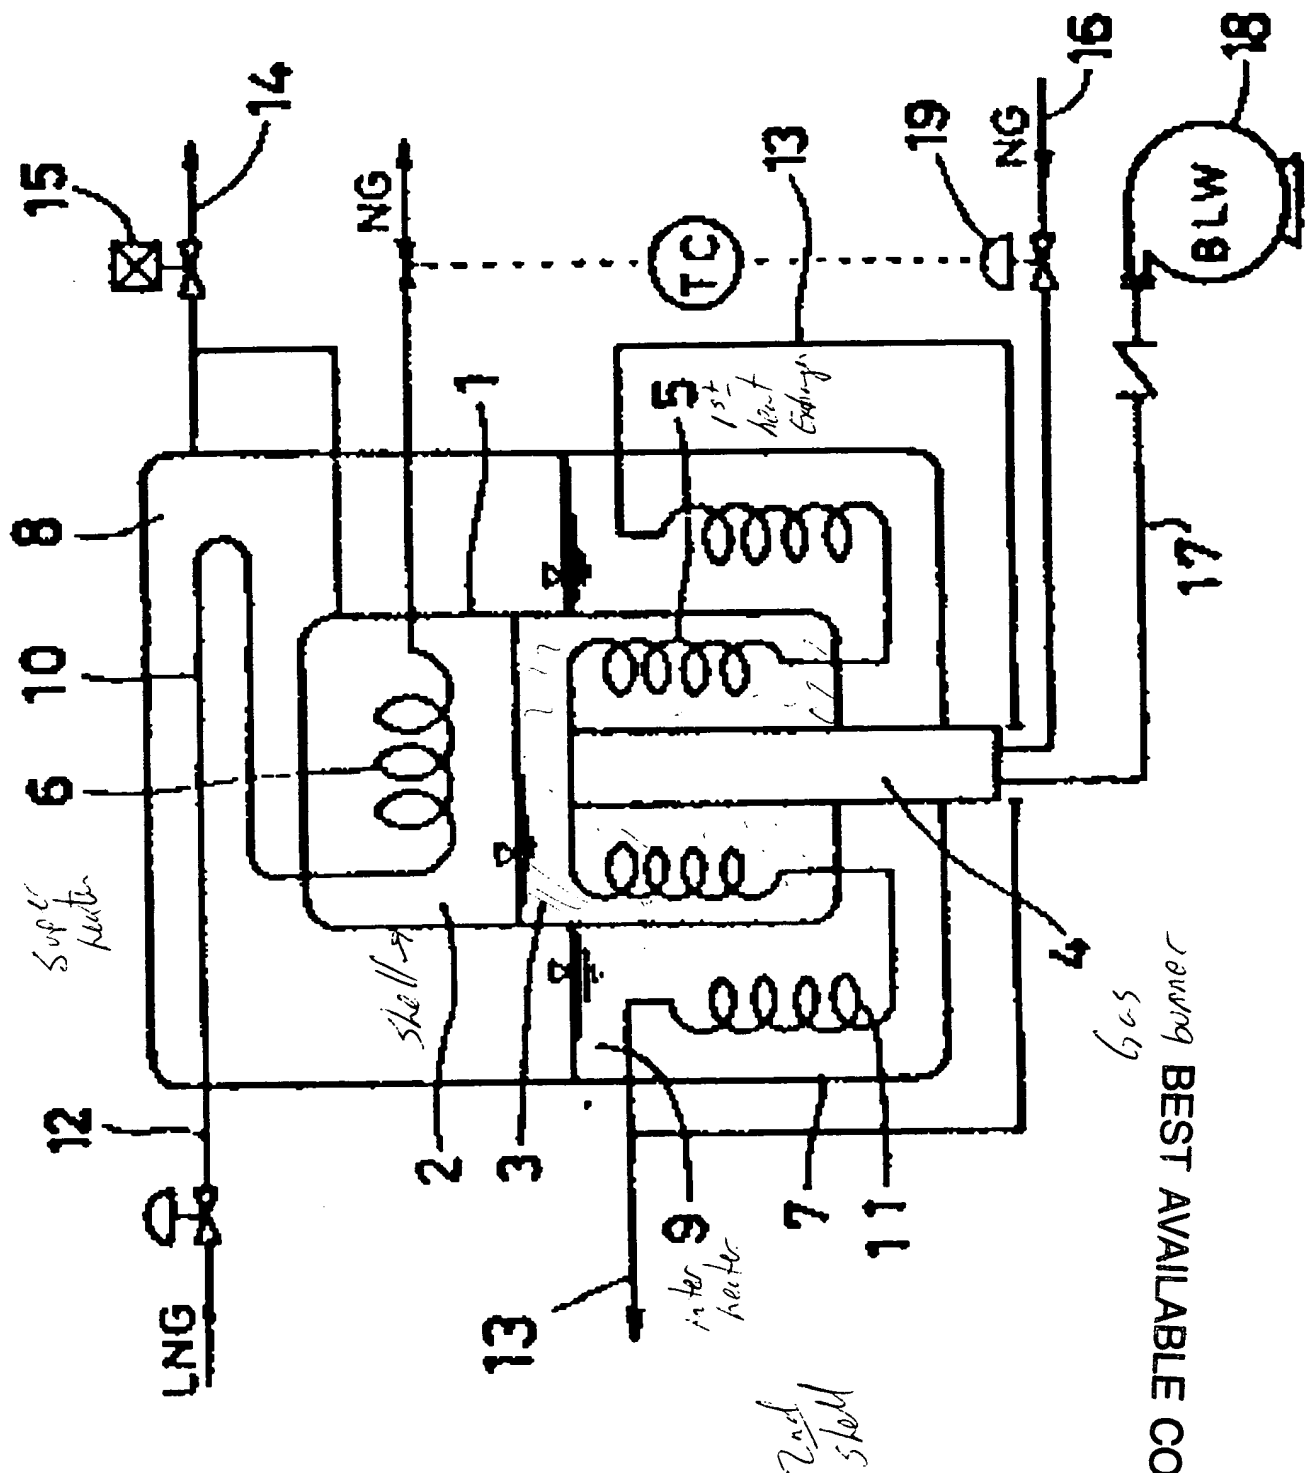 15
14
8
10
6
Super
heater
12
LNG
NG
1
TC
13
5
1st
heat
Exchanger
19
NG
16
18
BLW
17
Shell
2
3
4
9
inter
heater
7
11
13
Gas
burner
2nd
shell
BEST AVAILABLE CO